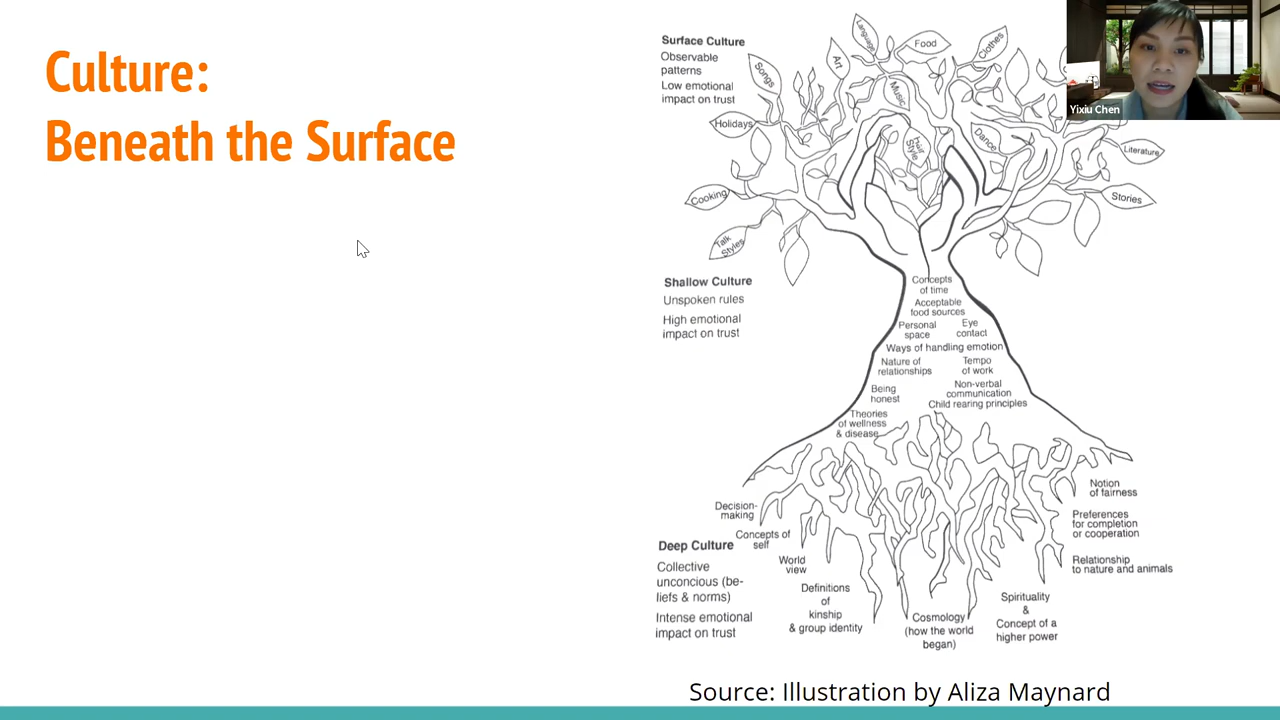 Culture:
Beneath the Surface
Surface Culture
Observable
patterns
Low emotional
impact on trust
Language
Food
Clothes
Art
Songs
Music
Holidays
Hair
Style
Dance
Literature
Cooking
Stories
Talk
Styles
Yixiu Chen
Shallow Culture
Unspoken rules
High emotional
impact on trust
Concepts
of time
Acceptable
food sources
Personal
space
Eye
contact
Ways of handling emotion
Nature of
relationships
Tempo
of work
Being
honest
Non-verbal
communication
Child rearing principles
Theories
of wellness
& disease
Deep Culture
Collective
unconcious (be-
liefs & norms)
Intense emotional
impact on trust
Decision-
making
Concepts of
self
World
view
Definitions
of
kinship
& group identity
Cosmology
(how the world
began)
Spirituality
&
Concept of a
higher power
Notion
of fairness
Preferences
for completion
or cooperation
Relationship
to nature and animals
Source: Illustration by Aliza Maynard